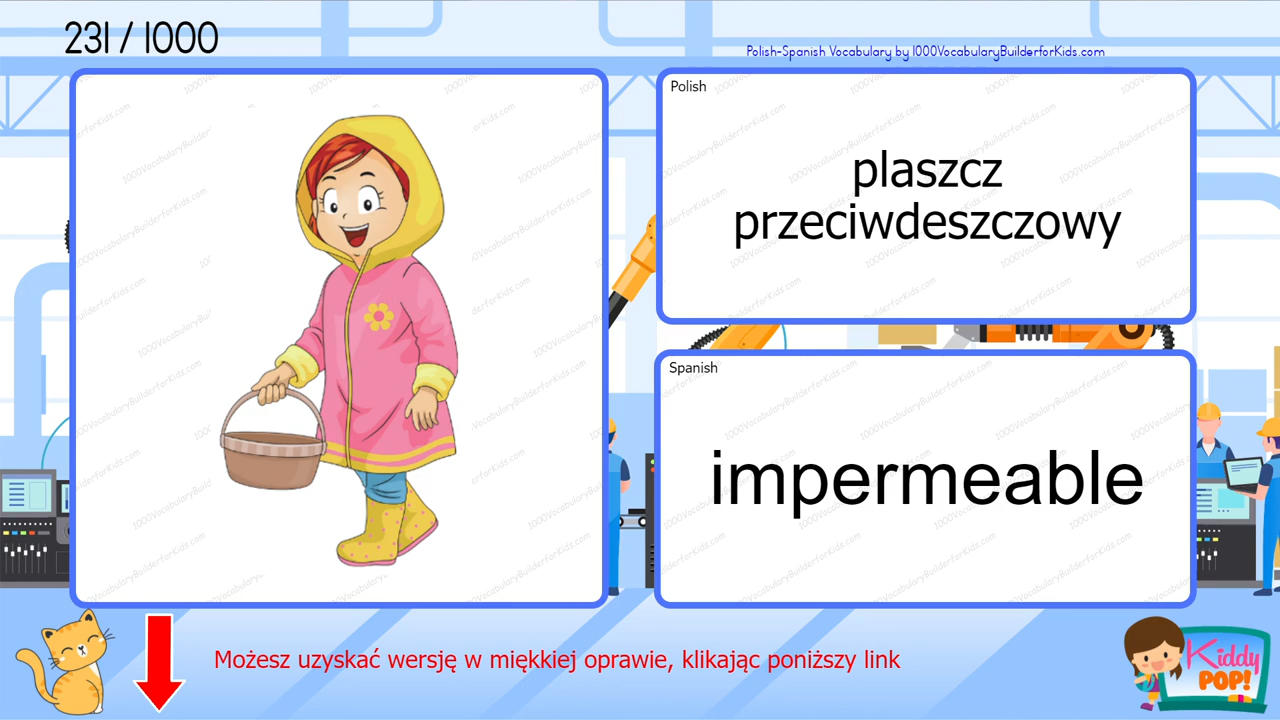 231 / 1000
Polish-Spanish Vocabulary by 1000VocabularyBuilderforKids.com
Polish
plaszcz
przeciwdeszczowy
Spanish
impermeable
Możesz uzyskać wersję w miękkiej oprawie, klikając poniższy link
Kiddy
POP!